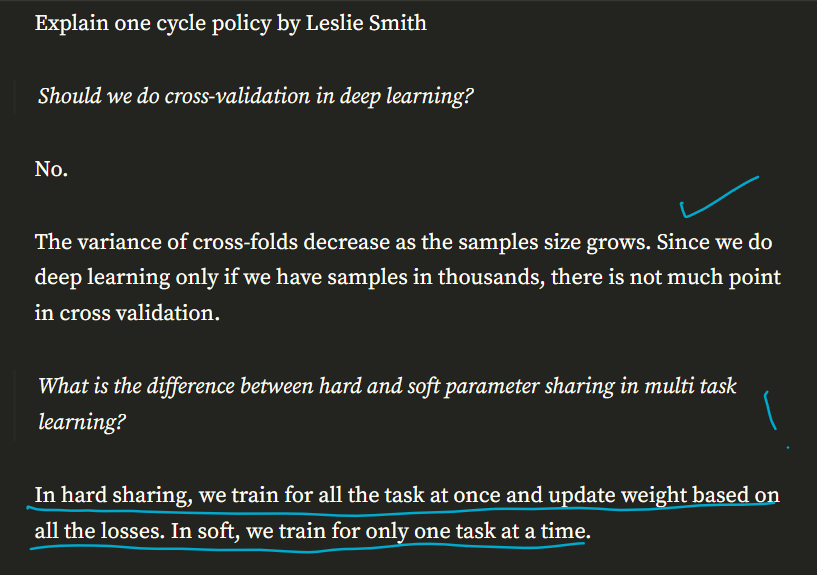 Explain one cycle policy by Leslie Smith
Should we do cross-validation in deep learning?
No.
The variance of cross-folds decrease as the samples size grows. Since we do
deep learning only if we have samples in thousands, there is not much point
in cross validation.
What is the difference between hard and soft parameter sharing in multi task
learning?
In hard sharing, we train for all the task at once and update weight based on
all the losses. In soft, we train for only one task at a time.